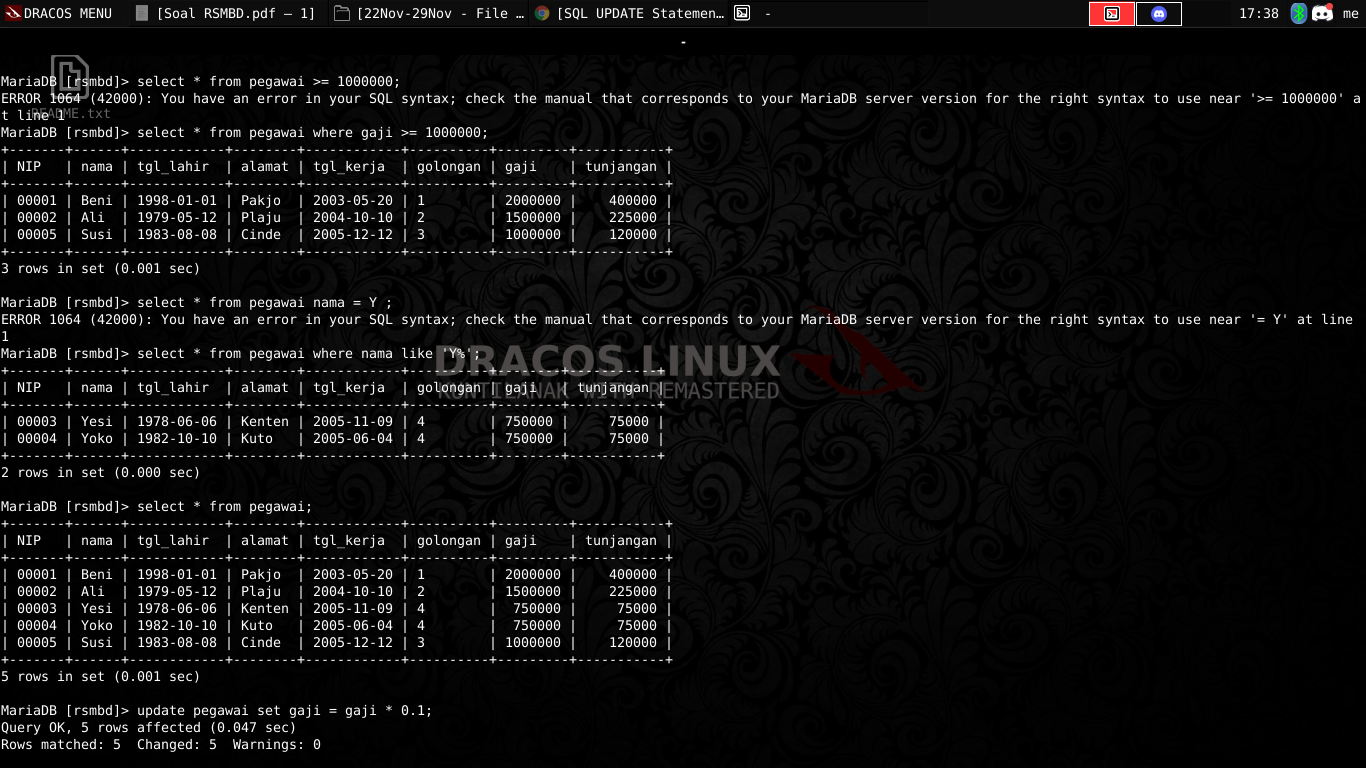 DRACOS MENU [Soal RSMBD.pdf — 1] [22Nov-29Nov - File ... [SQL UPDATE Statemen... - 17:38 me
-
MariaDB [rsmbd]> select * from pegawai >= 1000000;
ERROR 1064 (42000): You have an error in your SQL syntax; check the manual that corresponds to your MariaDB server version for the right syntax to use near '>= 1000000' a
t line 1
README.txt
MariaDB [rsmbd]> select * from pegawai where gaji >= 1000000;
+-------+------+------------+--------+------------+----------+---------+-----------+
| NIP   | nama | tgl_lahir  | alamat | tgl_kerja  | golongan | gaji    | tunjangan |
+-------+------+------------+--------+------------+----------+---------+-----------+
| 00001 | Beni | 1998-01-01 | Pakjo  | 2003-05-20 | 1        | 2000000 |    400000 |
| 00002 | Ali  | 1979-05-12 | Plaju  | 2004-10-10 | 2        | 1500000 |    225000 |
| 00005 | Susi | 1983-08-08 | Cinde  | 2005-12-12 | 3        | 1000000 |    120000 |
+-------+------+------------+--------+------------+----------+---------+-----------+
3 rows in set (0.001 sec)
MariaDB [rsmbd]> select * from pegawai nama = Y ;
ERROR 1064 (42000): You have an error in your SQL syntax; check the manual that corresponds to your MariaDB server version for the right syntax to use near '= Y' at line
1
MariaDB [rsmbd]> select * from pegawai where nama like 'Y%';
DRACOS LINUX
+-------+------+------------+--------+------------+----------+--------+-----------+
| NIP   | nama | tgl_lahir  | alamat | tgl_kerja  | golongan | gaji   | tunjangan |
KUNTILANAK WITH REMASTERED
+-------+------+------------+--------+------------+----------+--------+-----------+
| 00003 | Yesi | 1978-06-06 | Kenten | 2005-11-09 | 4        | 750000 |     75000 |
| 00004 | Yoko | 1982-10-10 | Kuto   | 2005-06-04 | 4        | 750000 |     75000 |
+-------+------+------------+--------+------------+----------+--------+-----------+
2 rows in set (0.000 sec)
MariaDB [rsmbd]> select * from pegawai;
+-------+------+------------+--------+------------+----------+---------+-----------+
| NIP   | nama | tgl_lahir  | alamat | tgl_kerja  | golongan | gaji    | tunjangan |
+-------+------+------------+--------+------------+----------+---------+-----------+
| 00001 | Beni | 1998-01-01 | Pakjo  | 2003-05-20 | 1        | 2000000 |    400000 |
| 00002 | Ali  | 1979-05-12 | Plaju  | 2004-10-10 | 2        | 1500000 |    225000 |
| 00003 | Yesi | 1978-06-06 | Kenten | 2005-11-09 | 4        |  750000 |     75000 |
| 00004 | Yoko | 1982-10-10 | Kuto   | 2005-06-04 | 4        |  750000 |     75000 |
| 00005 | Susi | 1983-08-08 | Cinde  | 2005-12-12 | 3        | 1000000 |    120000 |
+-------+------+------------+--------+------------+----------+---------+-----------+
5 rows in set (0.001 sec)
MariaDB [rsmbd]> update pegawai set gaji = gaji * 0.1;
Query OK, 5 rows affected (0.047 sec)
Rows matched: 5  Changed: 5  Warnings: 0